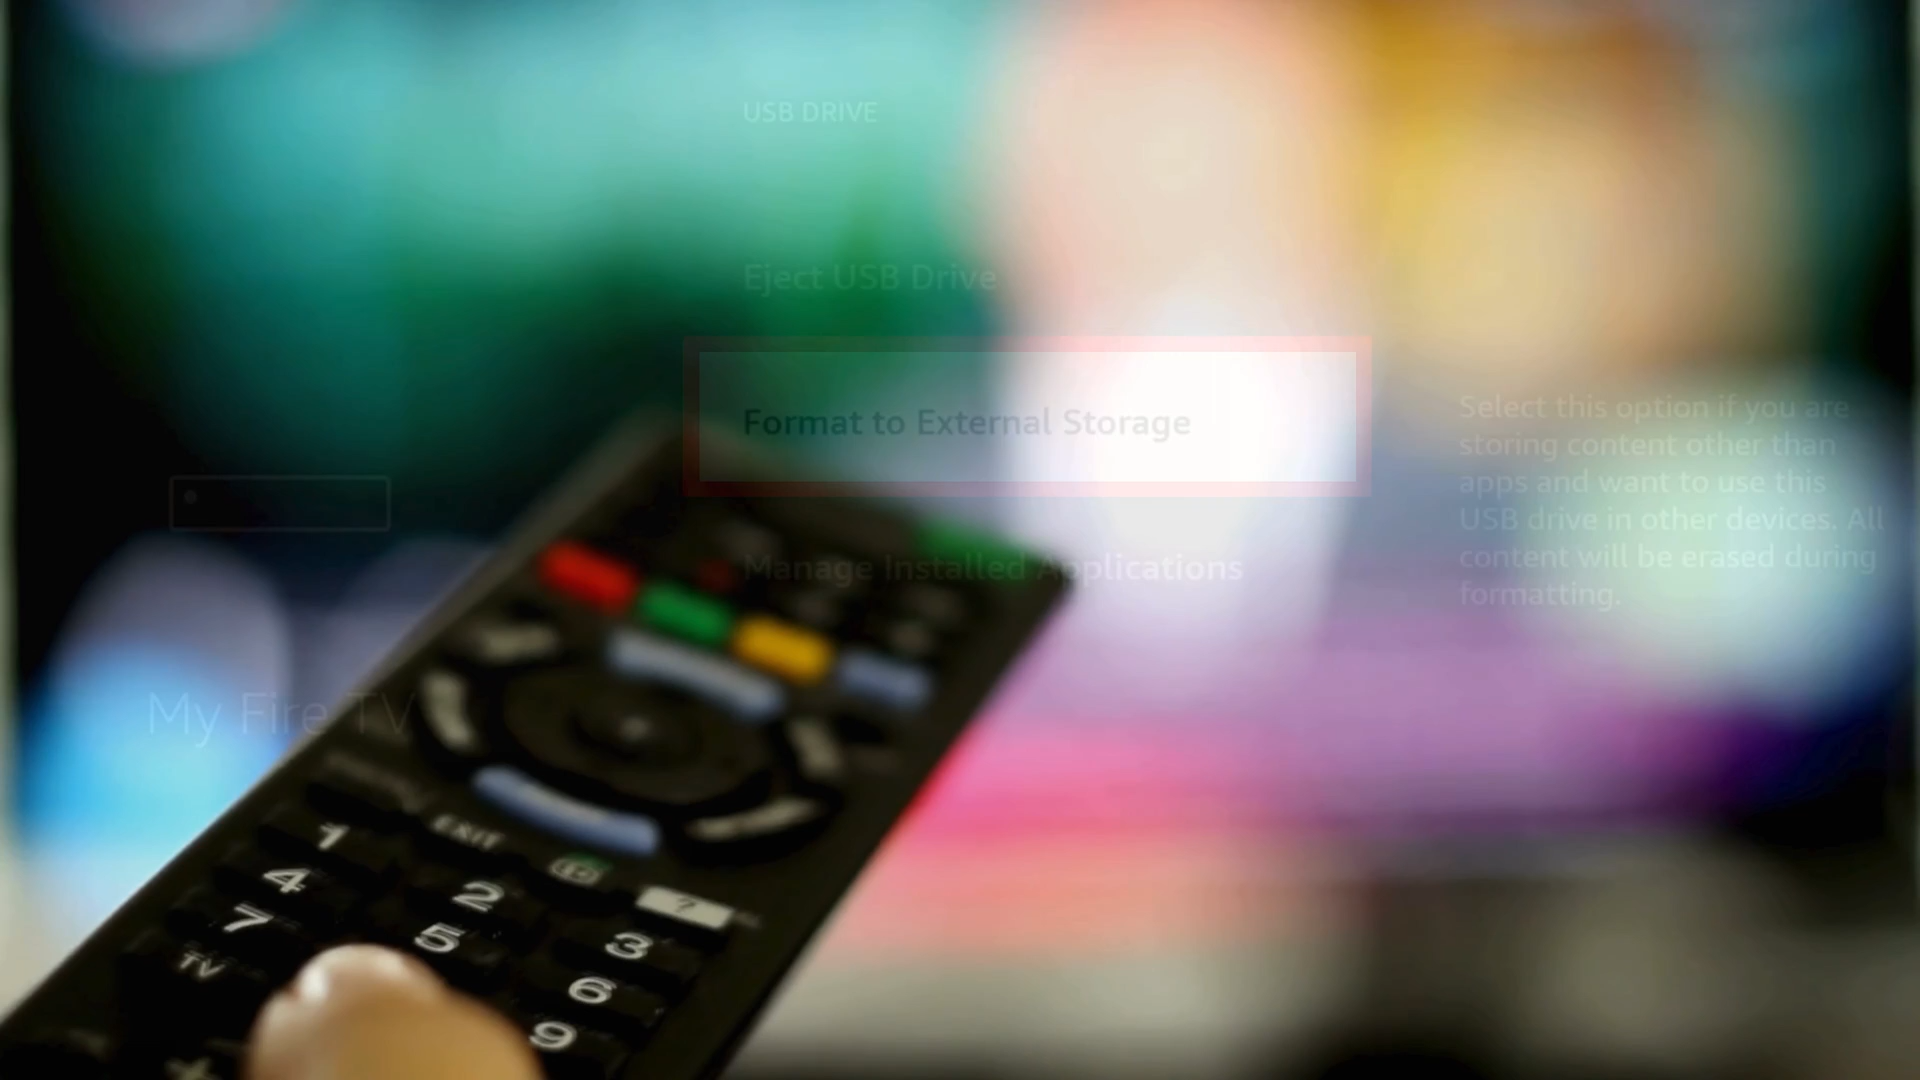 USB DRIVE
Eject USB Drive
Format to External Storage
Select this option if you are
storing content other than
apps and want to use this
USB drive in other devices. All
content will be erased during
formatting.
Manage Installed Applications
My Fire TV
EXIT
1
2
3
4
5
6
7
9
TV
?